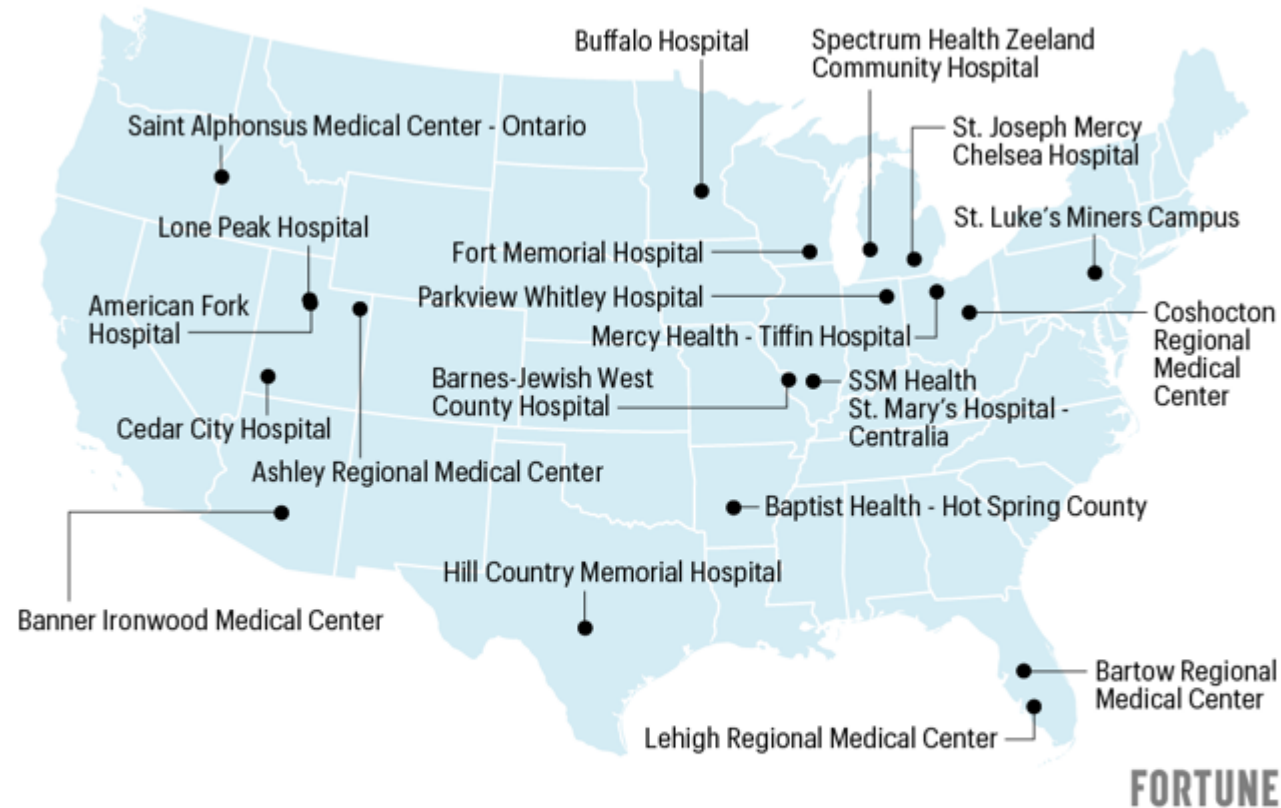 Buffalo Hospital
Spectrum Health Zeeland
Community Hospital
Saint Alphonsus Medical Center - Ontario
St. Joseph Mercy
Chelsea Hospital
Lone Peak Hospital
St. Luke's Miners Campus
Fort Memorial Hospital
American Fork
Hospital
Parkview Whitley Hospital
Mercy Health - Tiffin Hospital
Coshocton
Regional
Medical
Center
Barnes-Jewish West
County Hospital
SSM Health
St. Mary's Hospital -
Centralia
Cedar City Hospital
Ashley Regional Medical Center
Baptist Health - Hot Spring County
Hill Country Memorial Hospital
Banner Ironwood Medical Center
Bartow Regional
Medical Center
Lehigh Regional Medical Center
FORTUNE